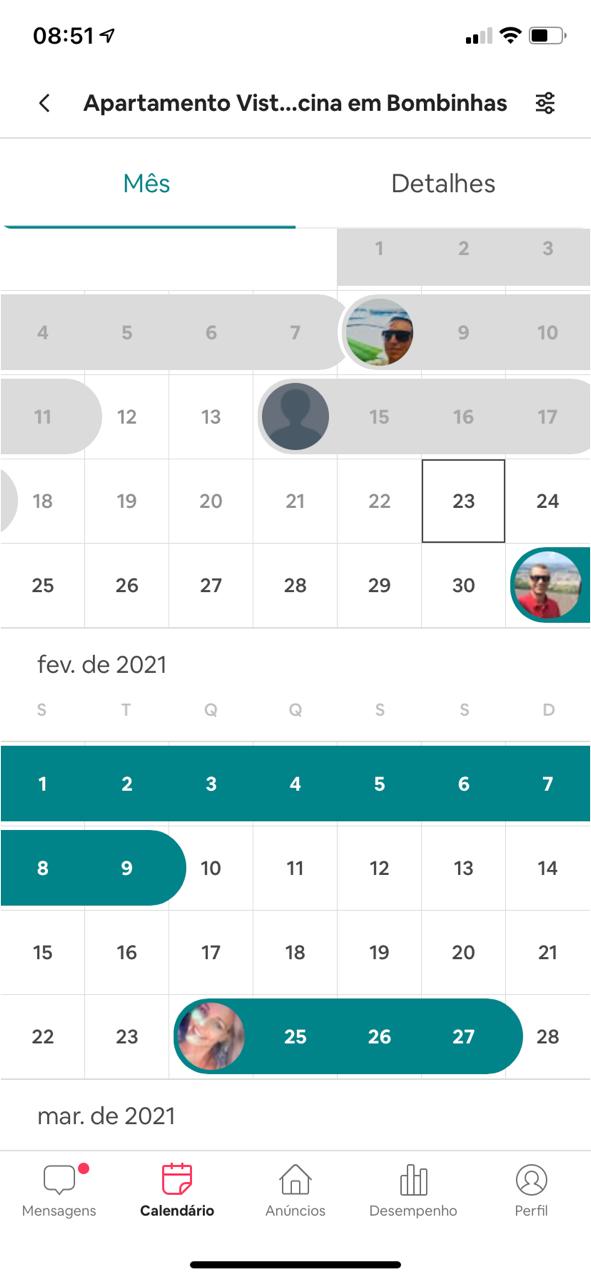 08:51
Apartamento Vist...cina em Bombinhas
Mês Detalhes
1 2 3
4 5 6 7 9 10
11 12 13 15 16 17
18 19 20 21 22 23 24
25 26 27 28 29 30
fev. de 2021
S T Q Q S S D
1 2 3 4 5 6 7
8 9 10 11 12 13 14
15 16 17 18 19 20 21
22 23 25 26 27 28
mar. de 2021
Mensagens Calendário Anúncios Desempenho Perfil